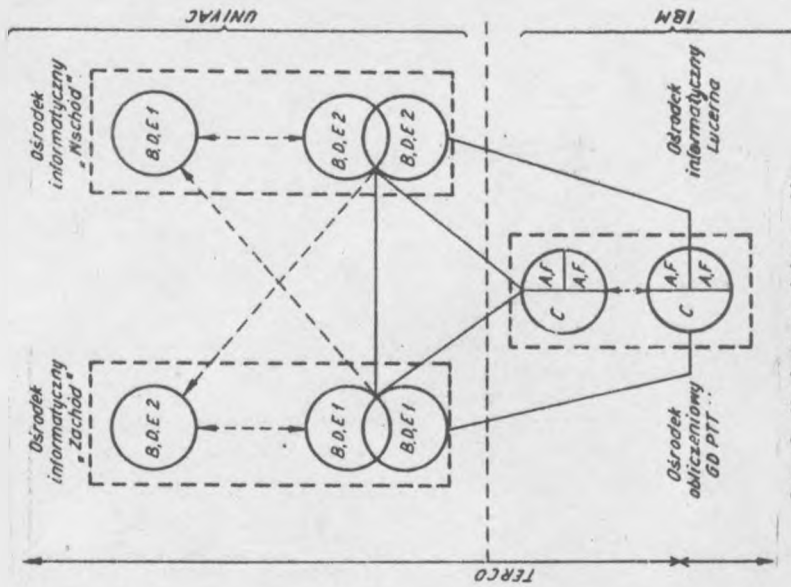 UNIVAC
IBM
Ośrodek
informatyczny
„Wschód"
B,D,E 1
B,D,E 2
B,D,E 2
Ośrodek
informatyczny
Lucerna
A,F
A,F
C
A,F
A,F
C
Ośrodek
informatyczny
„Zachód"
B,D,E 2
B,D,E 1
B,D,E 1
Ośrodek
obliczeniowy
GD PTT
TERCO